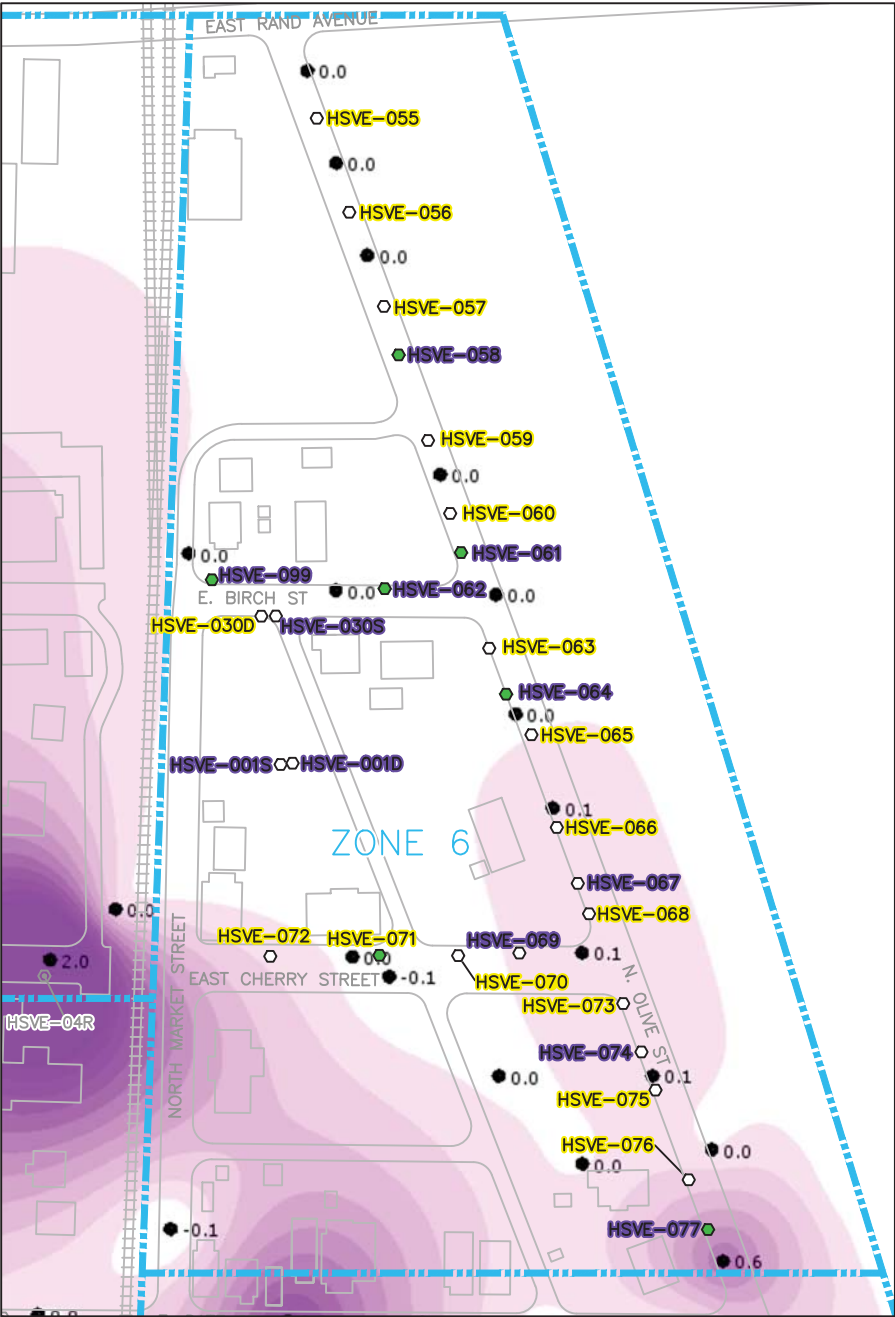 EAST RAND AVENUE
0.0
HSVE-055
0.0
HSVE-056
0.0
HSVE-057
HSVE-058
HSVE-059
0.0
HSVE-060
HSVE-061
0.0
HSVE-099
HSVE-062
0.0
0.0
E. BIRCH ST
HSVE-030D
HSVE-030S
HSVE-063
HSVE-064
0.0
HSVE-065
HSVE-001S
HSVE-001D
0.1
HSVE-066
ZONE 6
HSVE-067
0.0
HSVE-068
HSVE-072
HSVE-071
HSVE-069
0.0
0.1
2.0
EAST CHERRY STREET
-0.1
HSVE-070
N. OLIVE ST
HSVE-073
HSVE-04R
NORTH MARKET STREET
HSVE-074
0.0
0.1
HSVE-075
HSVE-076
0.0
0.0
-0.1
HSVE-077
0.6